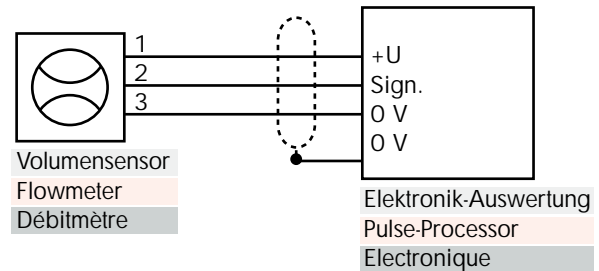 1
2
3
+U
Sign.
0 V
0 V
Volumensensor
Flowmeter
Débitmètre
Elektronik-Auswertung
Pulse-Processor
Electronique